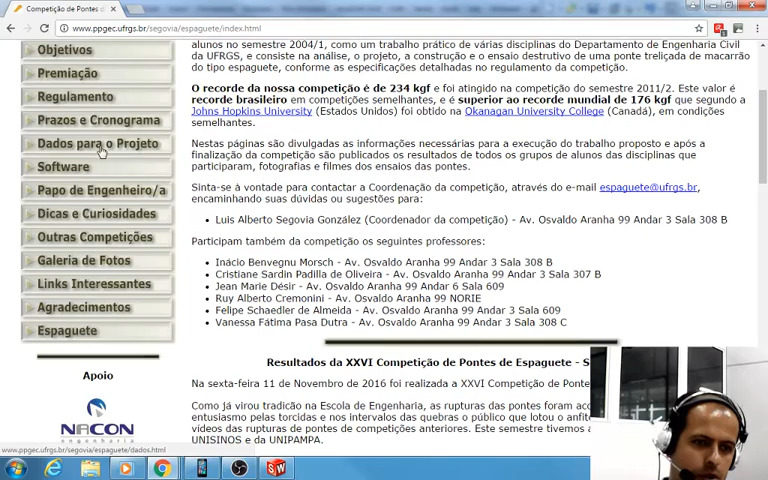 Competição de Pontes d
www.ppgec.ufrgs.br/segovia/espaguete/index.html
Objetivos
Premiação
Regulamento
Prazos e Cronograma
Dados para o Projeto
Software
Papo de Engenheiro/a
Dicas e Curiosidades
Outras Competições
Galeria de Fotos
Links Interessantes
Agradecimentos
Espaguete
Apoio
NACON
engenharia
alunos no semestre 2004/1, como um trabalho prático de várias disciplinas do Departamento de Engenharia Civil
da UFRGS, e consiste na análise, o projeto, a construção e o ensaio destrutivo de uma ponte treliçada de macarrão
do tipo espaguete, conforme as especificações detalhadas no regulamento da competição.
O recorde da nossa competição é de 234 kgf e foi atingido na competição do semestre 2011/2. Este valor é
recorde brasileiro em competições semelhantes, e é superior ao recorde mundial de 176 kgf que segundo a
Johns Hopkins University (Estados Unidos) foi obtido na Okanagan University College (Canadá), em condições
semelhantes.
Nestas páginas são divulgadas as informações necessárias para a execução do trabalho proposto e após a
finalização da competição são publicados os resultados de todos os grupos de alunos das disciplinas que
participaram, fotografias e filmes dos ensaios das pontes.
Sinta-se à vontade para contactar a Coordenação da competição, através do e-mail espaguete@ufrgs.br,
encaminhando suas dúvidas ou sugestões para:
Luis Alberto Segovia González (Coordenador da competição) - Av. Osvaldo Aranha 99 Andar 3 Sala 308 B
Participam também da competição os seguintes professores:
Inácio Benvegnu Morsch - Av. Osvaldo Aranha 99 Andar 3 Sala 308 B
Cristiane Sardin Padilla de Oliveira - Av. Osvaldo Aranha 99 Andar 3 Sala 307 B
Jean Marie Désir - Av. Osvaldo Aranha 99 Andar 6 Sala 609
Ruy Alberto Cremonini - Av. Osvaldo Aranha 99 NORIE
Felipe Schaedler de Almeida - Av. Osvaldo Aranha 99 Andar 3 Sala 609
Vanessa Fátima Pasa Dutra - Av. Osvaldo Aranha 99 Andar 3 Sala 308 C
Resultados da XXVI Competição de Pontes de Espaguete - S
Na sexta-feira 11 de Novembro de 2016 foi realizada a XXVI Competição de Ponte
Como já virou tradicão na Escola de Engenharia, as rupturas das pontes foram aco
entusiasmo pelas torcidas e nos intervalos das quebras o público que lotou o anfit
vídeos das rupturas de pontes de competições anteriores. Este semestre tivemos a
UNISINOS e da UNIPAMPA.
www.ppgec.ufrgs.br/segovia/espaguete/dados.html